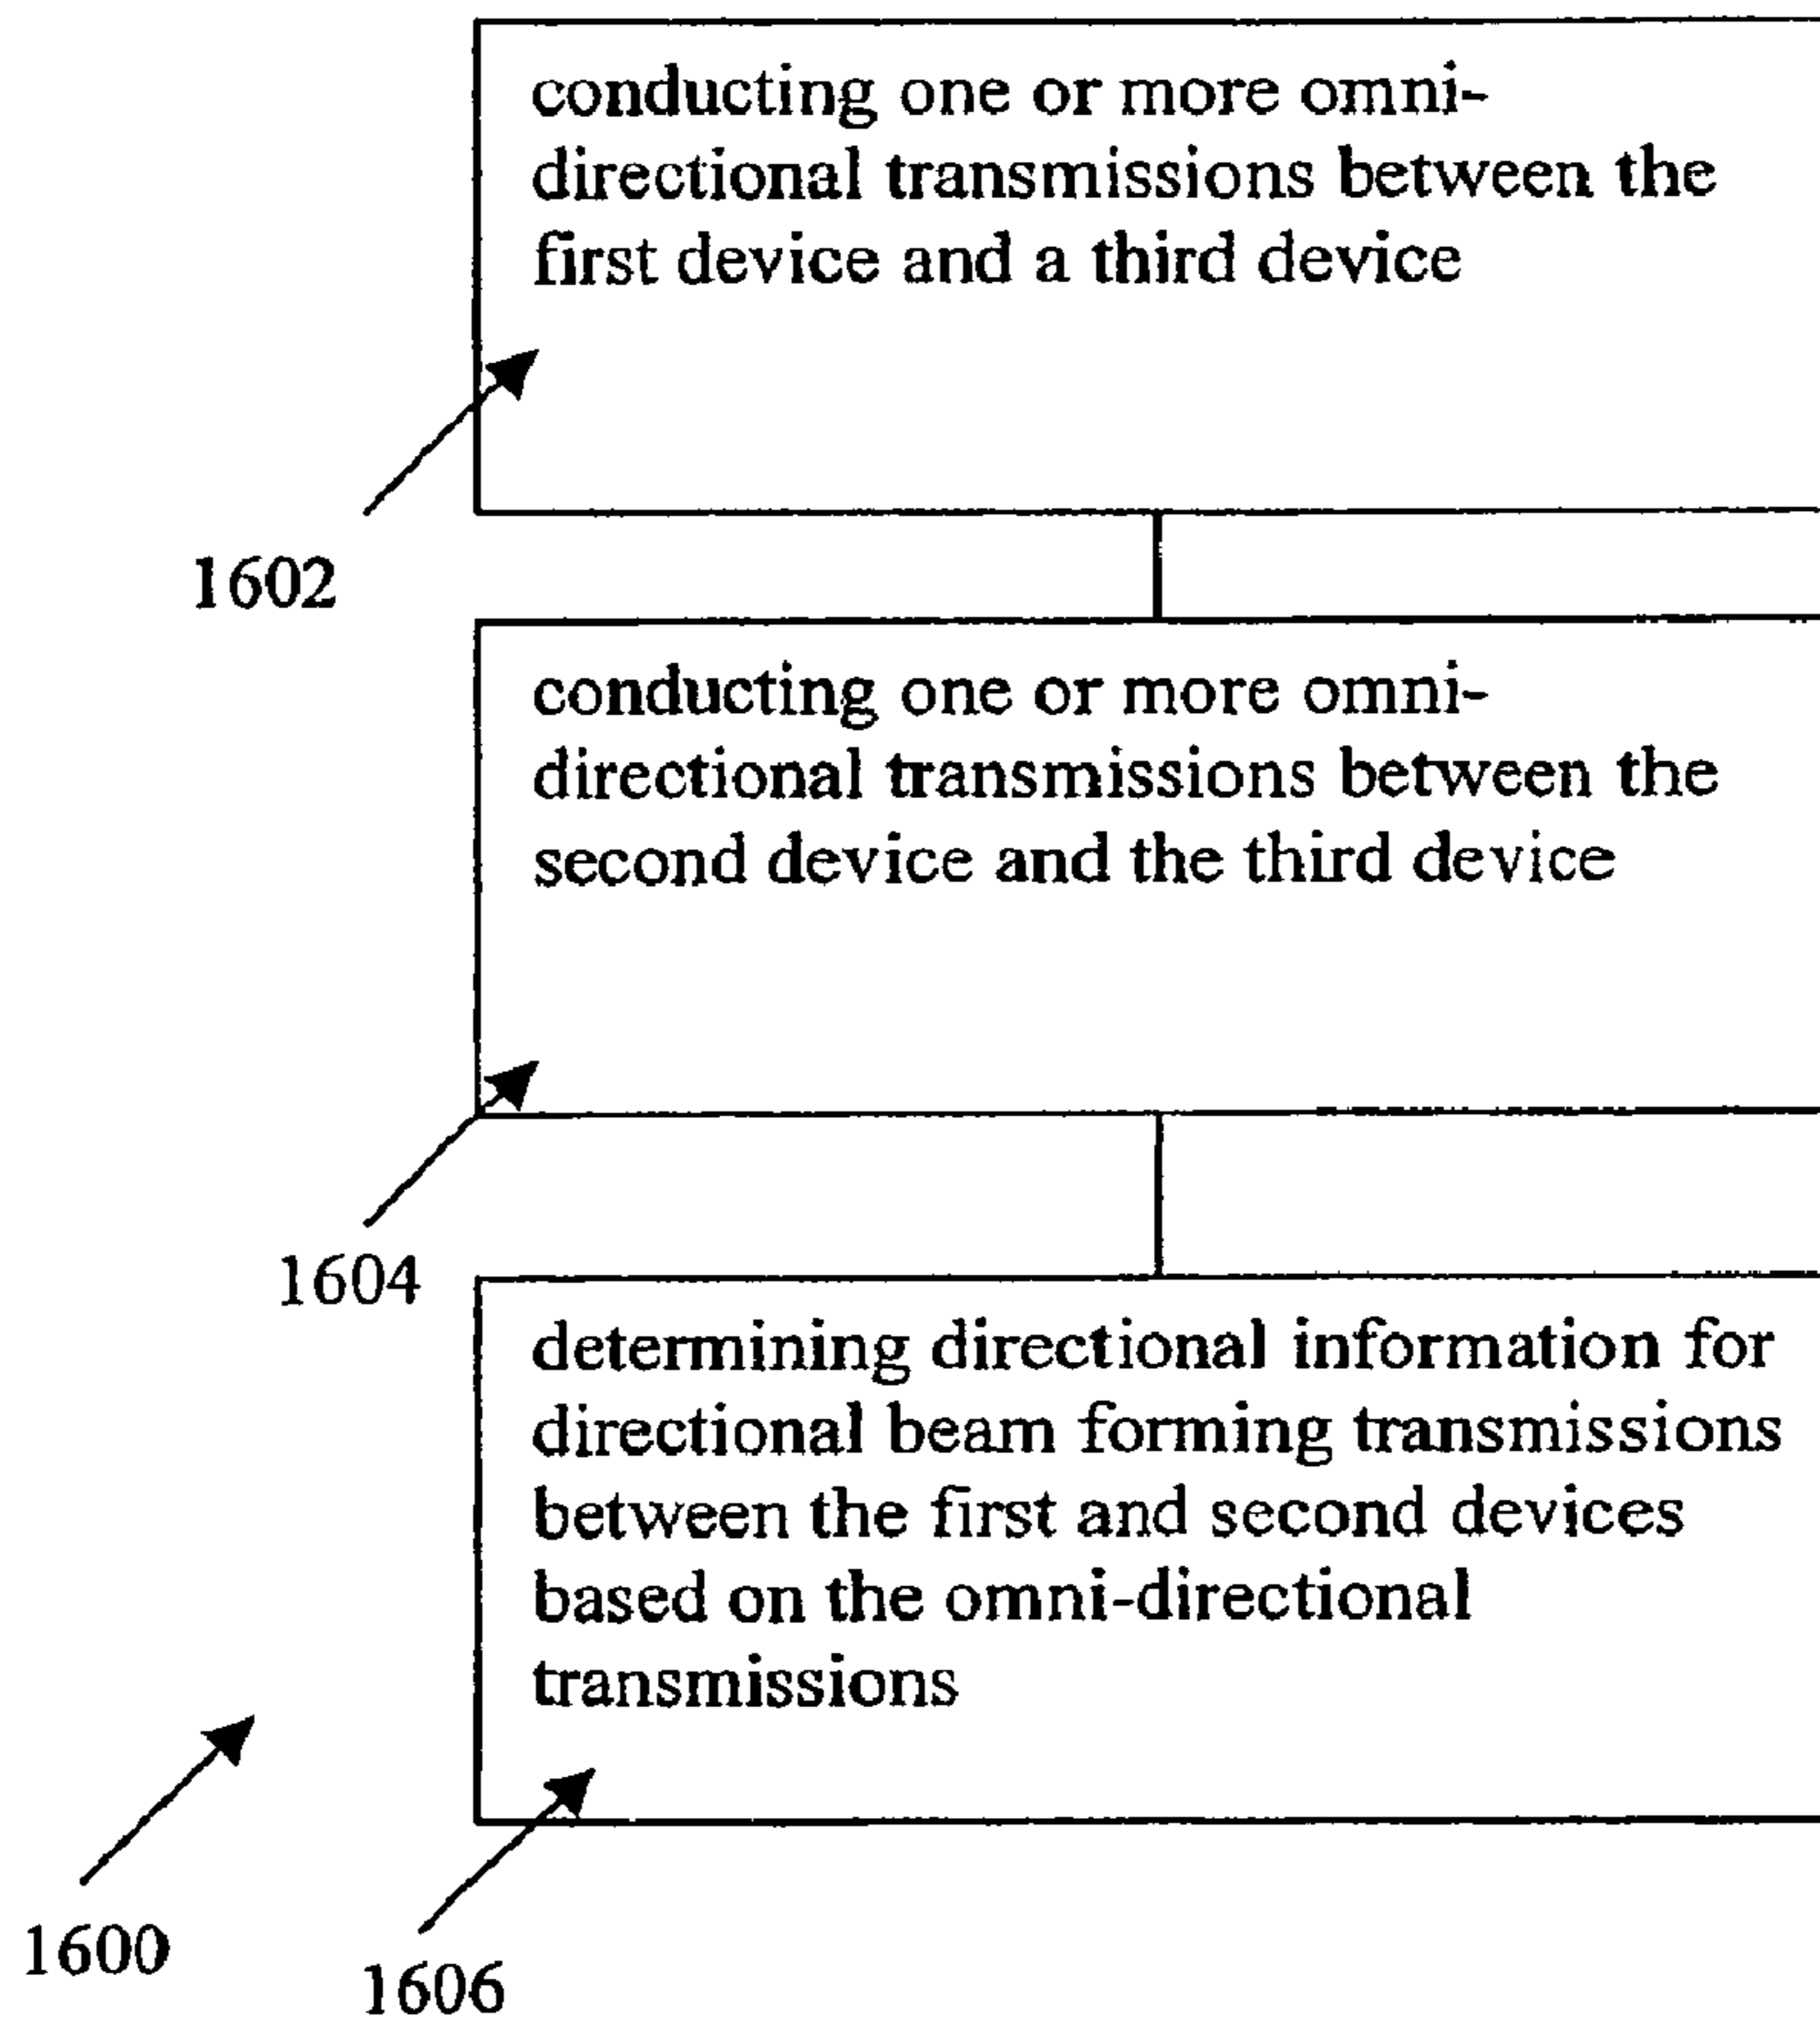 conducting one or more omni-
directional transmissions between the
first device and a third device
1602
conducting one or more omni-
directional transmissions between the
second device and the third device
1604
determining directional information for
directional beam forming transmissions
between the first and second devices
based on the omni-directional
transmissions
1600
1606